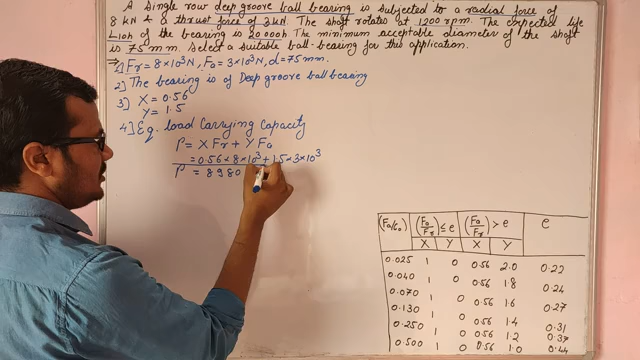 A Single row deep groove ball bearing is subjected to a radial force of
8 kN & a thrust force of 3 kN. The shaft rotates at 1200 rpm. The expected life
L10h of the bearing is 20000h The minimum acceptable diameter of the shaft
is 75 mm. Select a suitable ball-bearing for this application.
⇒ 1] Fr = 8×10³N, Fa = 3×10³N, d=75mm.
2] The bearing is of Deep groove ball bearing
3] X = 0.56
Y = 1.5
4] Eq. Load Carrying Capacity
P = X Fr + Y Fa
= 0.56 × 8 × 10³ + 1.5 × 3 × 10³
P = 8980
(Fa/Co) (Fa/Fr) ≤ e (Fa/Fr) > e e
X Y X Y
0.025 1 0 0.56 2.0 0.22
0.040 1 0 0.56 1.8 0.24
0.070 1 0 0.56 1.6 0.27
0.130 1 0 0.56 1.4 0.31
0.250 1 0 0.56 1.2 0.37
0.500 1 0 0.56 1.0 0.44